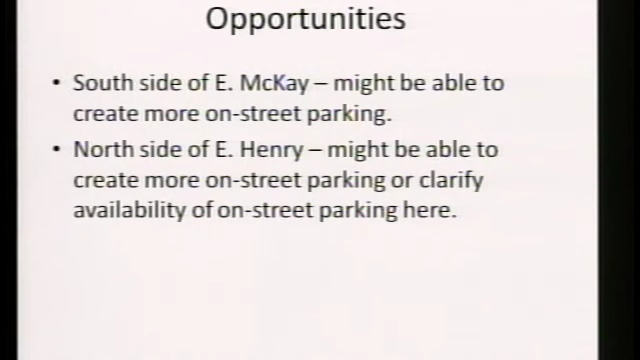 Opportunities
• South side of E. McKay – might be able to
create more on-street parking.
• North side of E. Henry – might be able to
create more on-street parking or clarify
availability of on-street parking here.